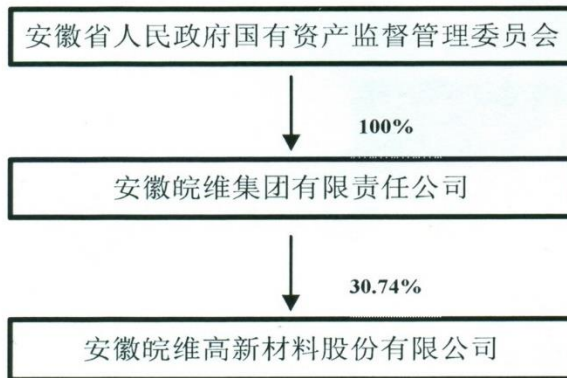 安徽省人民政府国有资产监督管理委员会
100%
安徽皖维集团有限责任公司
30.74%
安徽皖维高新材料股份有限公司